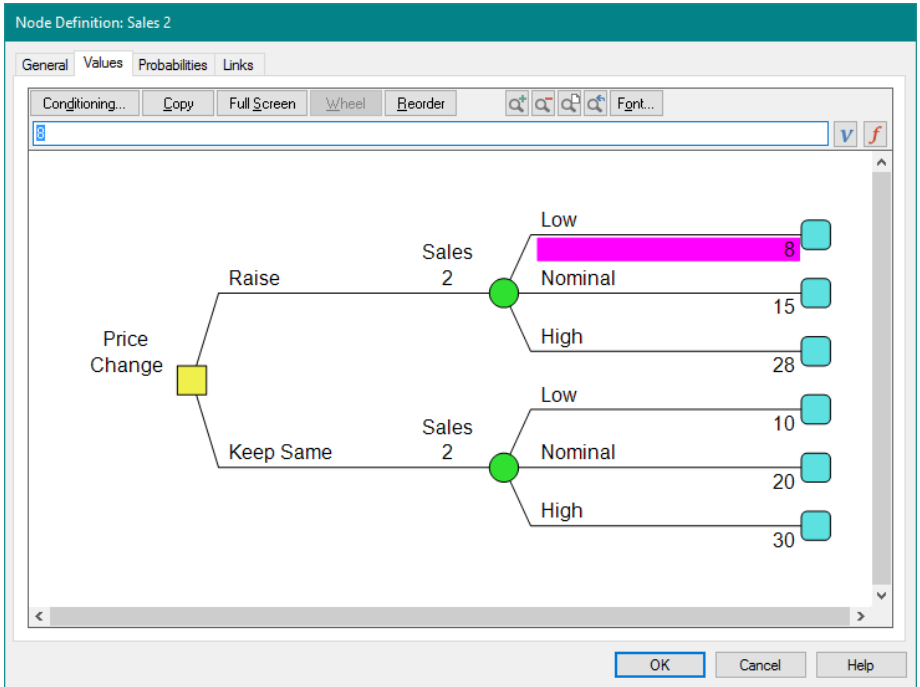 Node Definition: Sales 2
General Values Probabilities Links
Conditioning... Copy Full Screen Wheel Reorder Font...
8 V f
Low
Sales 8
Raise 2 Nominal
15
Price High
Change 28
Low
Sales 10
Keep Same 2 Nominal
20
High
30
OK Cancel Help